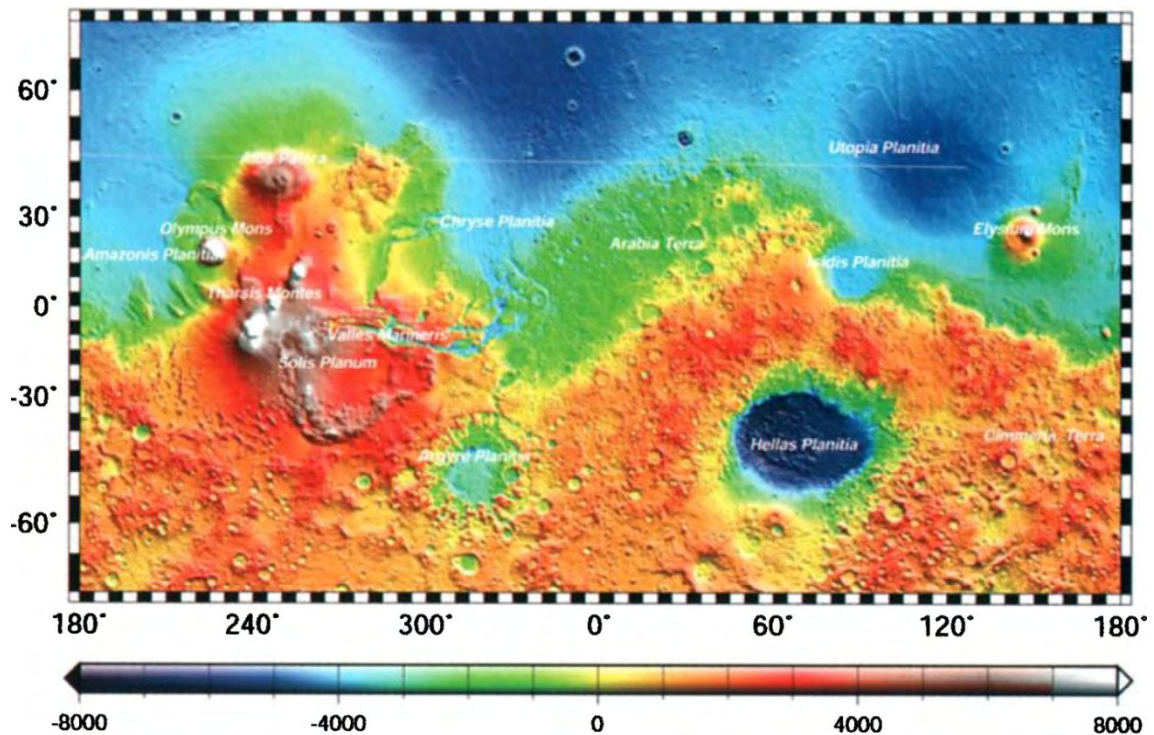 60°
Utopia Planitia
Alba Patera
30°
Chryse Planitia
Olympus Mons
Elysium Mons
Arabia Terra
Amazonis Planitia
Isidis Planitia
Tharsis Montes
0°
Valles Marineris
Solis Planum
-30°
Cimmeria Terra
Hellas Planitia
Argyre Planitia
-60°
180° 240° 300° 0° 60° 120° 180°
-8000 -4000 0 4000 8000